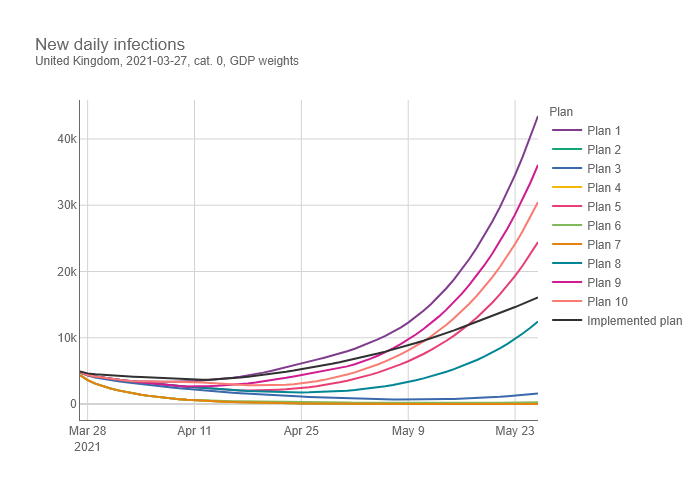 New daily infections
United Kingdom, 2021-03-27, cat. 0, GDP weights
Plan
Plan 1
Plan 2
Plan 3
Plan 4
Plan 5
Plan 6
Plan 7
Plan 8
Plan 9
Plan 10
Implemented plan
40k
30k
20k
10k
0
Mar 28 Apr 11 Apr 25 May 9 May 23
2021